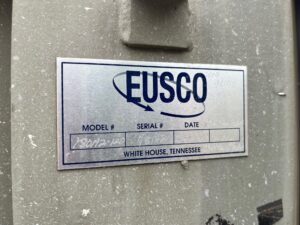 EUSCO
MODEL # SERIAL # DATE
WHITE HOUSE, TENNESSEE